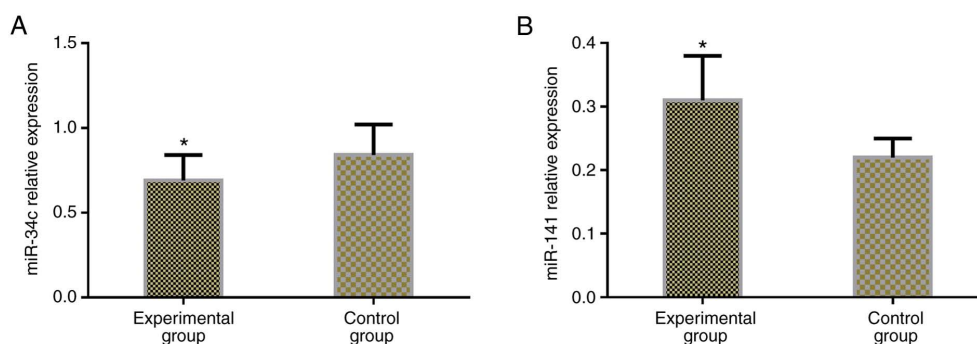 A
miR-34c relative expression
1.5
1.0
0.5
0.0
*
Experimental
group
Control
group
B
miR-141 relative expression
0.4
0.3
0.2
0.1
0.0
*
Experimental
group
Control
group